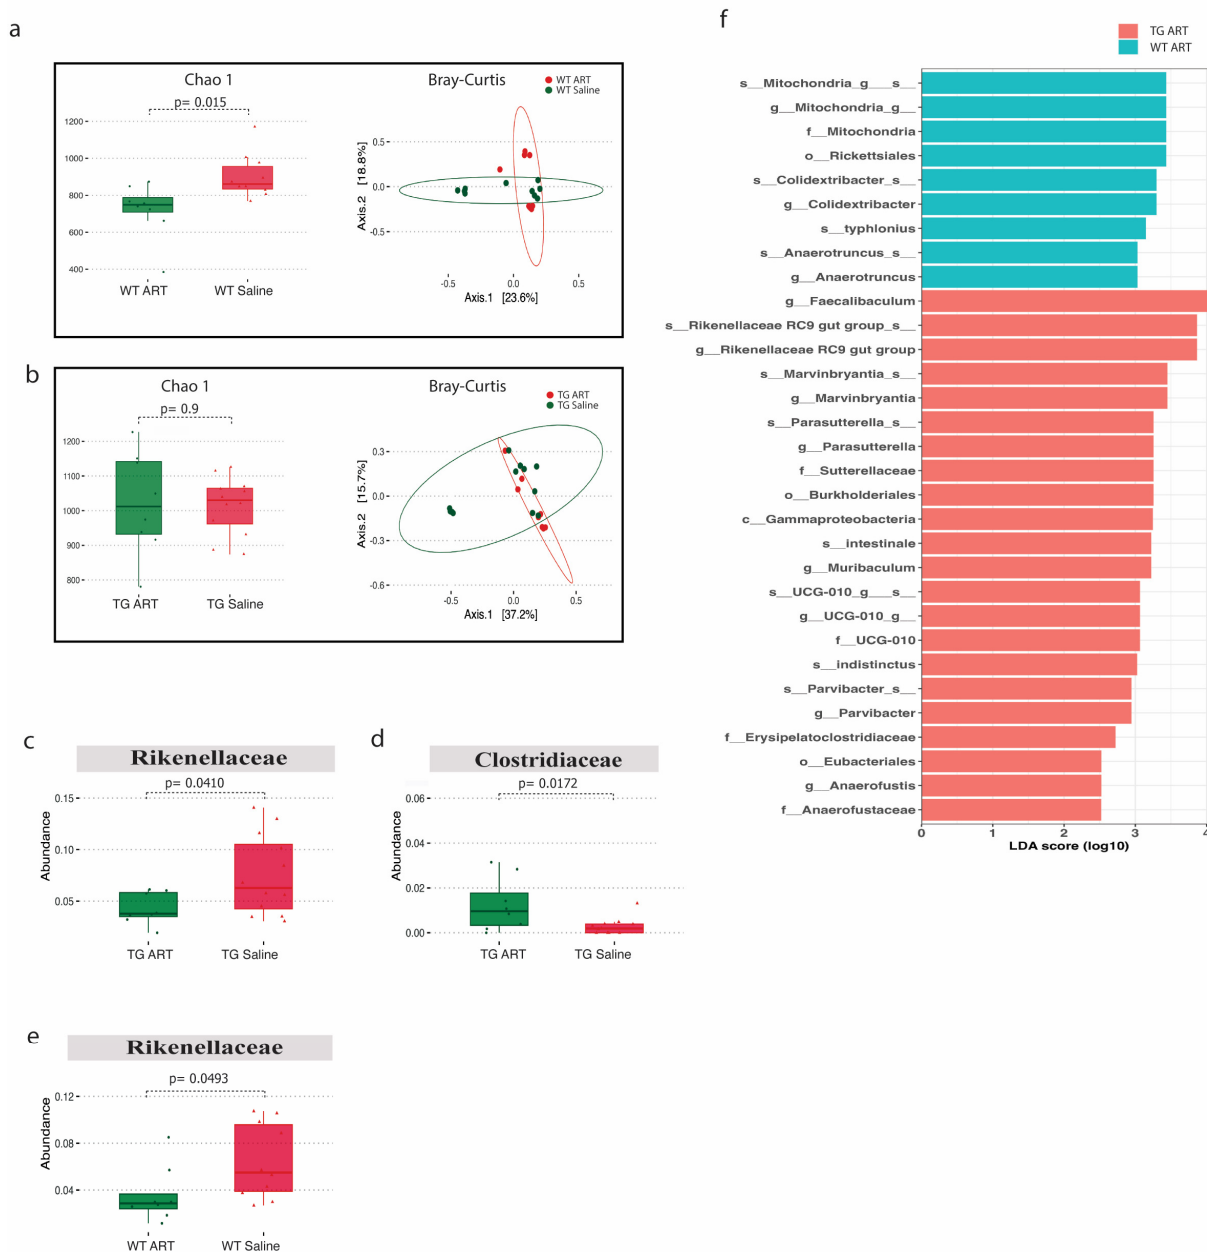 a
Chao 1
p= 0.015
1200
1000
800
600
400
WT ART
WT Saline
Bray-Curtis
WT ART
WT Saline
Axis.2 [18.8%]
0.5
0.0
-0.5
-0.5
0.0
0.5
Axis.1 [23.6%]
b
Chao 1
p= 0.9
1200
1100
1000
900
800
TG ART
TG Saline
Bray-Curtis
TG ART
TG Saline
Axis.2 [15.7%]
0.3
0.0
-0.3
-0.6
-0.5
0.0
0.5
Axis.1 [37.2%]
c
Rikenellaceae
p= 0.0410
Abundance
0.15
0.10
0.05
TG ART
TG Saline
d
Clostridiaceae
p= 0.0172
Abundance
0.06
0.04
0.02
0.00
TG ART
TG Saline
e
Rikenellaceae
p= 0.0493
Abundance
0.12
0.08
0.04
WT ART
WT Saline
f
TG ART
WT ART
s__Mitochondria_g___s__
g__Mitochondria_g__
f__Mitochondria
o__Rickettsiales
s__Colidextribacter_s__
g__Colidextribacter
s__typhlonius
s__Anaerotruncus_s__
g__Anaerotruncus
g__Faecalibaculum
s__Rikenellaceae RC9 gut group_s__
g__Rikenellaceae RC9 gut group
s__Marvinbryantia_s__
g__Marvinbryantia
s__Parasutterella_s__
g__Parasutterella
f__Sutterellaceae
o__Burkholderiales
c__Gammaproteobacteria
s__intestinale
g__Muribaculum
s__UCG-010_g___s__
g__UCG-010_g__
f__UCG-010
s__indistinctus
s__Parvibacter_s__
g__Parvibacter
f__Erysipelatoclostridiaceae
o__Eubacteriales
g__Anaerofustis
f__Anaerofustaceae
0
1
2
3
4
LDA score (log10)